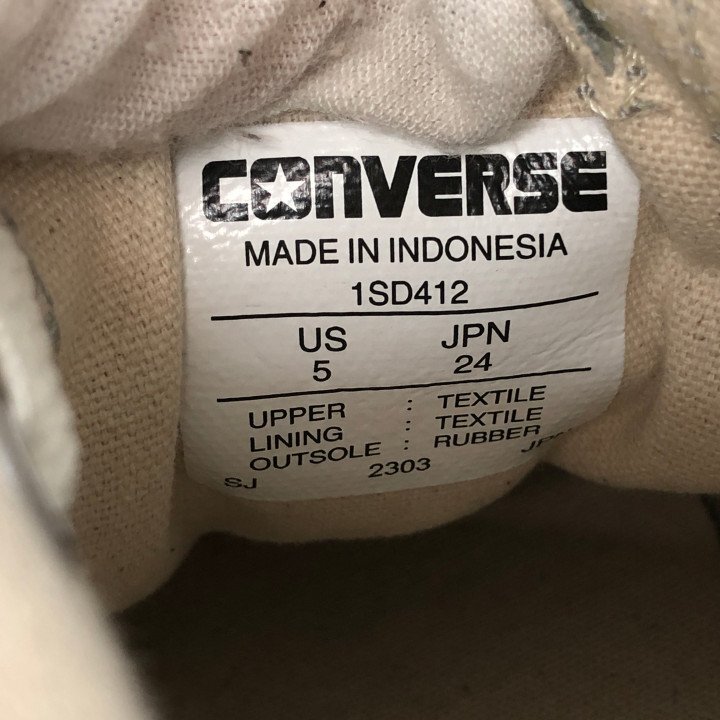 CONVERSE
MADE IN INDONESIA
1SD412
US JPN
5 24
UPPER : TEXTILE
LINING : TEXTILE
OUTSOLE : RUBBER
SJ 2303